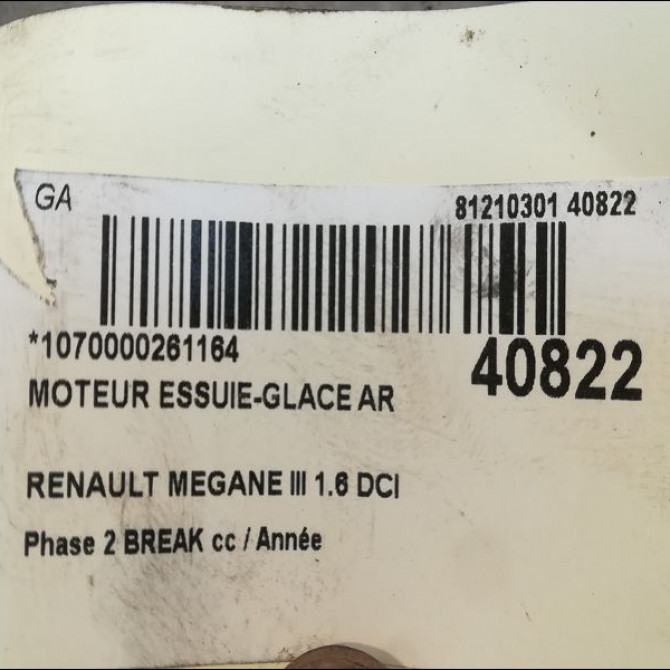 GA
81210301 40822
*1070000261164
40822
MOTEUR ESSUIE-GLACE AR
RENAULT MEGANE III 1.6 DCI
Phase 2 BREAK cc / Année